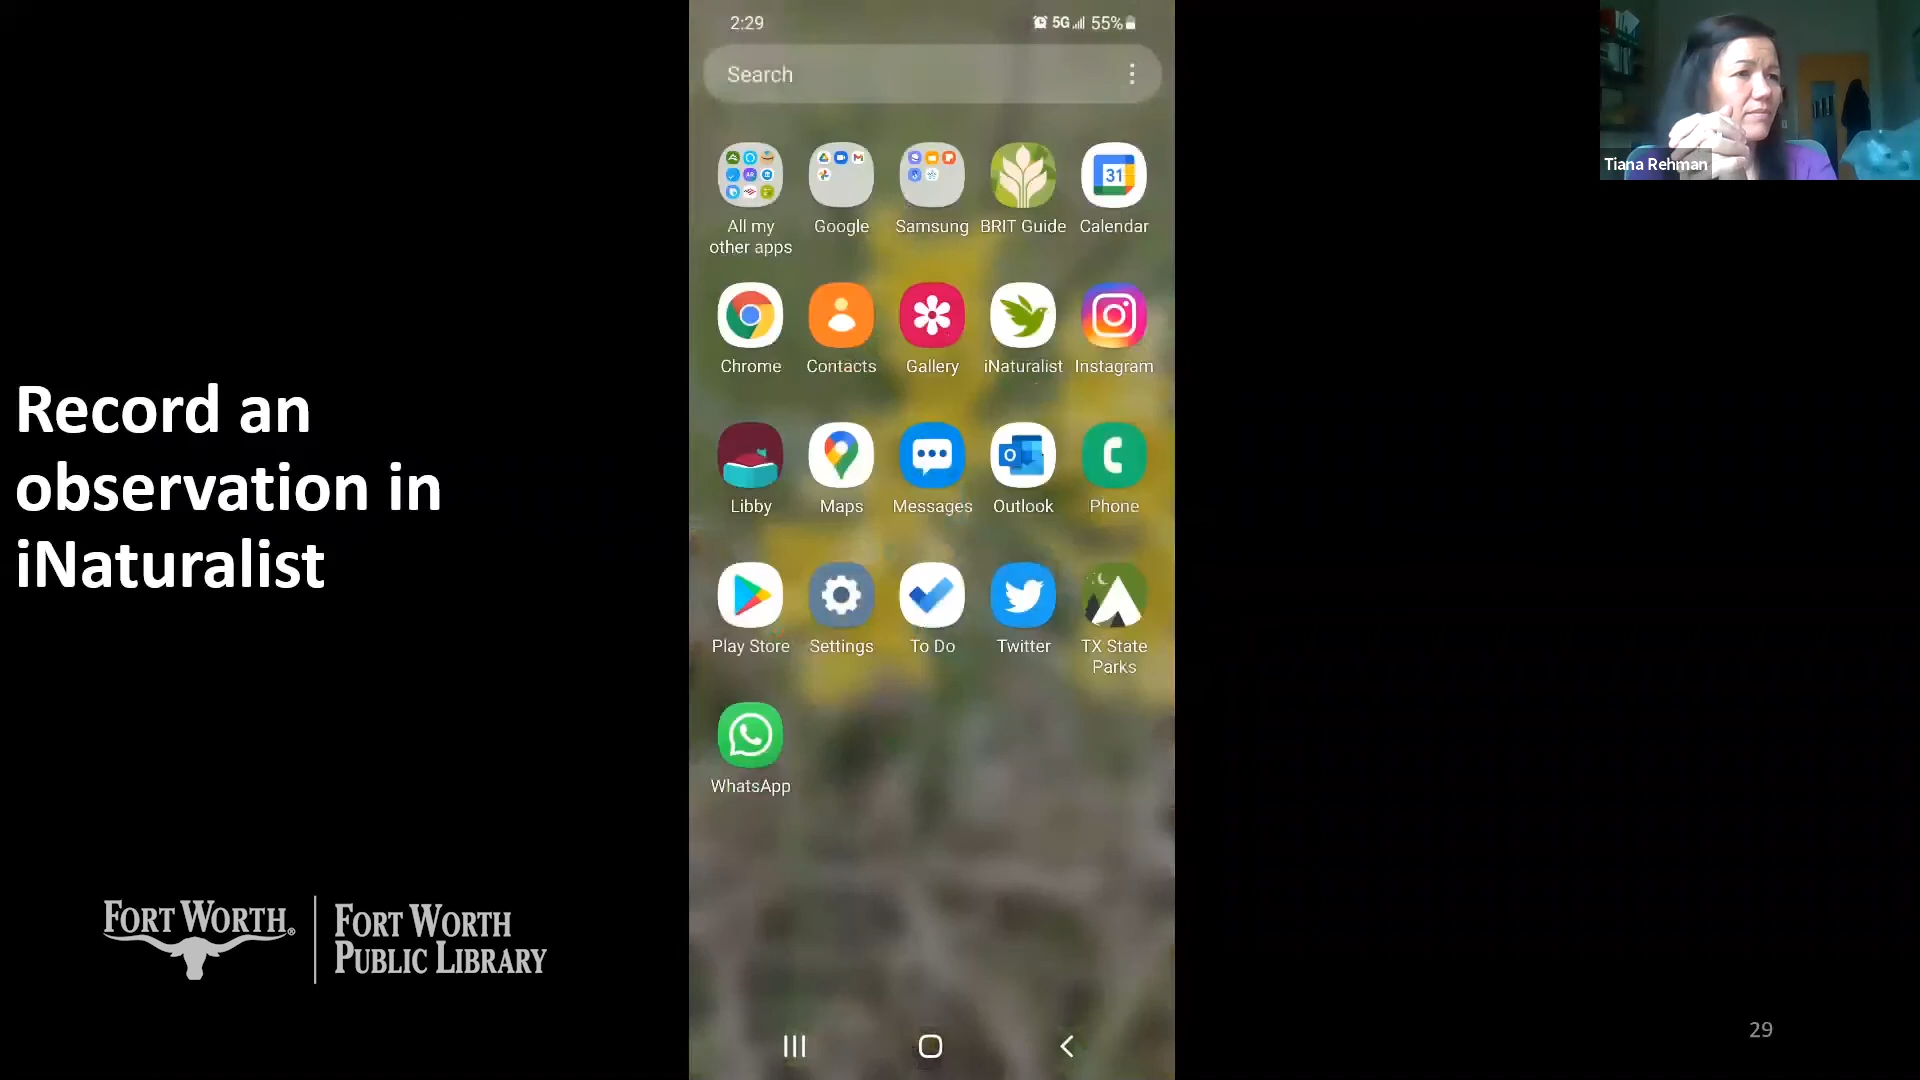 2:29
5G
55%
Search
All my
other apps
Google
Samsung
BRIT Guide
31
Calendar
Chrome
Contacts
Gallery
iNaturalist
Instagram
Libby
Maps
Messages
O
Outlook
Phone
Play Store
Settings
To Do
Twitter
TX State
Parks
WhatsApp
Record an
observation in
iNaturalist
FORT WORTH®
FORT WORTH
PUBLIC LIBRARY
Tiana Rehman
29